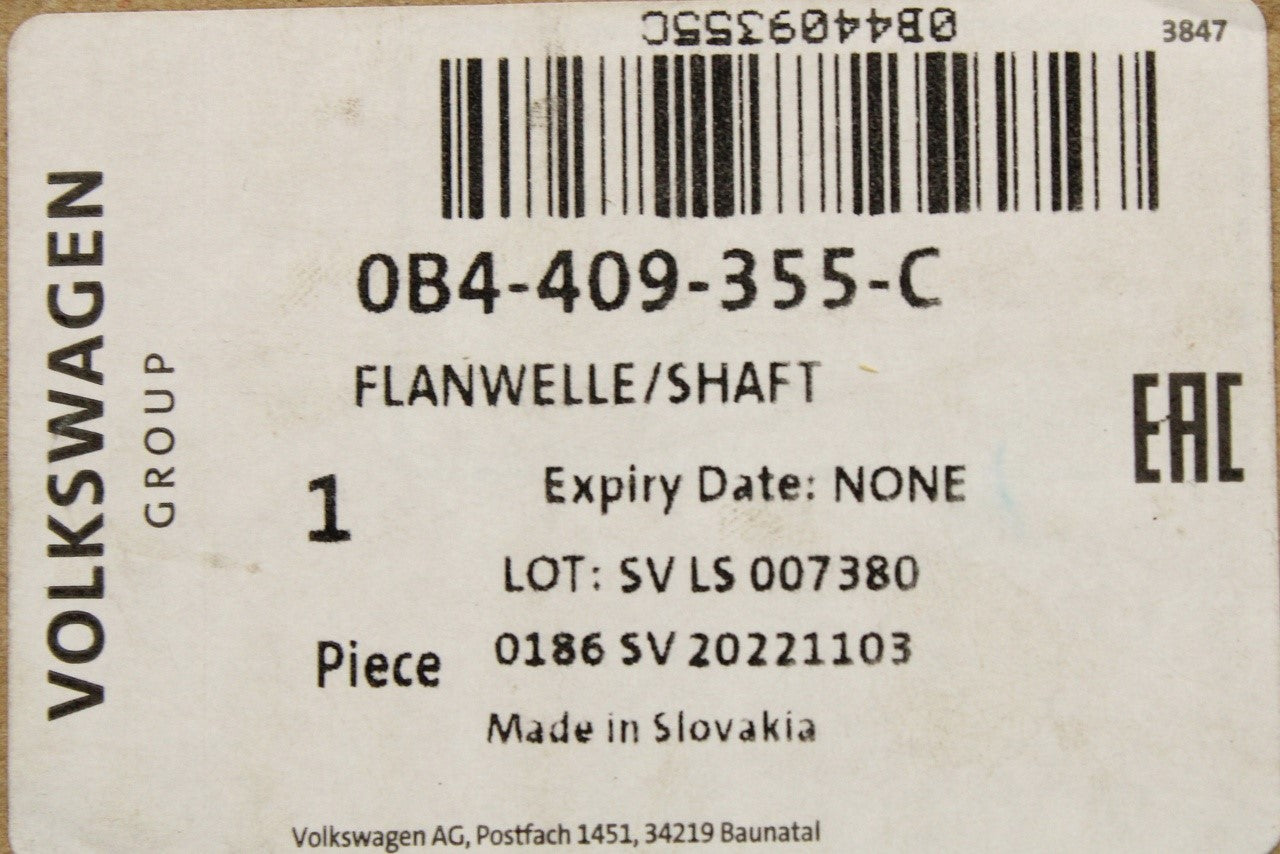 0B4409355C
3847
0B4-409-355-C
FLANWELLE/SHAFT
EAC
1
Expiry Date: NONE
LOT: SV LS 007380
Piece
0186 SV 20221103
Made in Slovakia
Volkswagen AG, Postfach 1451, 34219 Baunatal
VOLKSWAGEN
GROUP